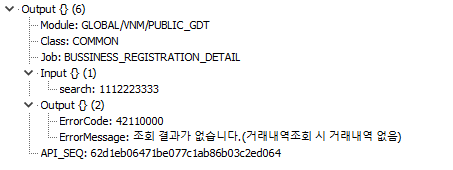 Output {} (6)
Module: GLOBAL/VNM/PUBLIC_GDT
Class: COMMON
Job: BUSSINESS_REGISTRATION_DETAIL
Input {} (1)
search: 1112223333
Output {} (2)
ErrorCode: 42110000
ErrorMessage: 조회 결과가 없습니다.(거래내역조회 시 거래내역 없음)
API_SEQ: 62d1eb06471be077c1ab86b03c2ed064